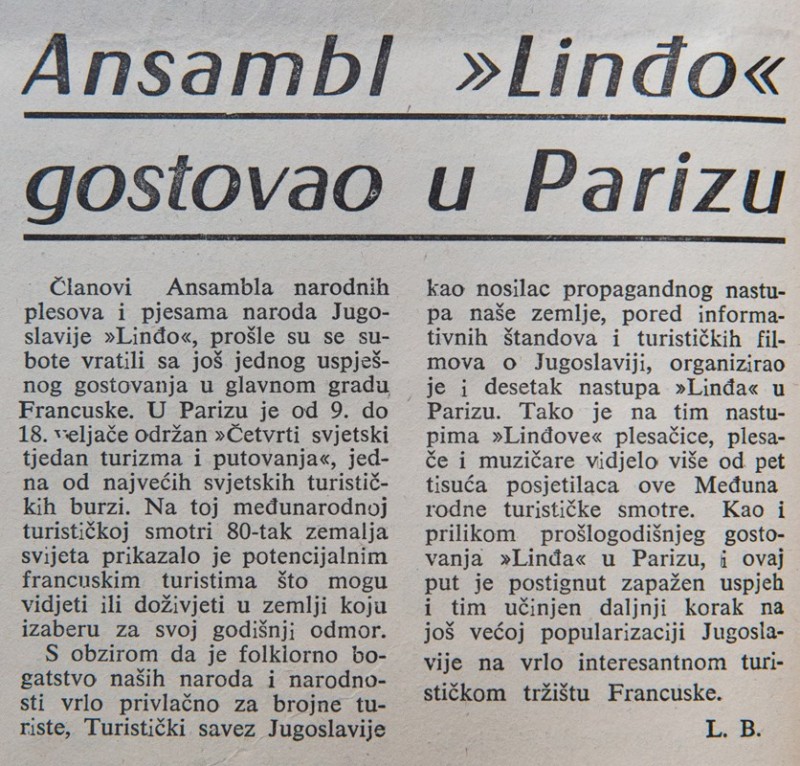 Ansambl »Linđo«
gostovao u Parizu
Članovi Ansambla narodnih
plesova i pjesama naroda Jugo-
slavije »Linđo«, prošle su se su-
bote vratili sa još jednog uspješ-
nog gostovanja u glavnom gradu
Francuske. U Parizu je od 9. do
18. veljače održan »Četvrti svjetski
tjedan turizma i putovanja«, jed-
na od najvećih svjetskih turistič-
kih burzi. Na toj međunarodnoj
turističkoj smotri 80-tak zemalja
svijeta prikazalo je potencijalnim
francuskim turistima što mogu
vidjeti ili doživjeti u zemlji koju
izaberu za svoj godišnji odmor.
S obzirom da je folklorno bo-
gatstvo naših naroda i narodno-
sti vrlo privlačno za brojne tu-
riste, Turistički savez Jugoslavije
kao nosilac propagandnog nastu-
pa naše zemlje, pored informa-
tivnih štandova i turističkih fil-
mova o Jugoslaviji, organizirao
je i desetak nastupa »Linđa« u
Parizu. Tako je na tim nastu-
pima »Linđove« plesačice, plesa-
če i muzičare vidjelo više od pet
tisuća posjetilaca ove Međuna
rodne turističke smotre. Kao i
prilikom prošlogodišnjeg gosto-
vanja »Linđa« u Parizu, i ovaj
put je postignut zapažen uspjeh
i tim učinjen daljnji korak na
još većoj popularizaciji Jugosla-
vije na vrlo interesantnom turi-
stičkom tržištu Francuske.
L. B.